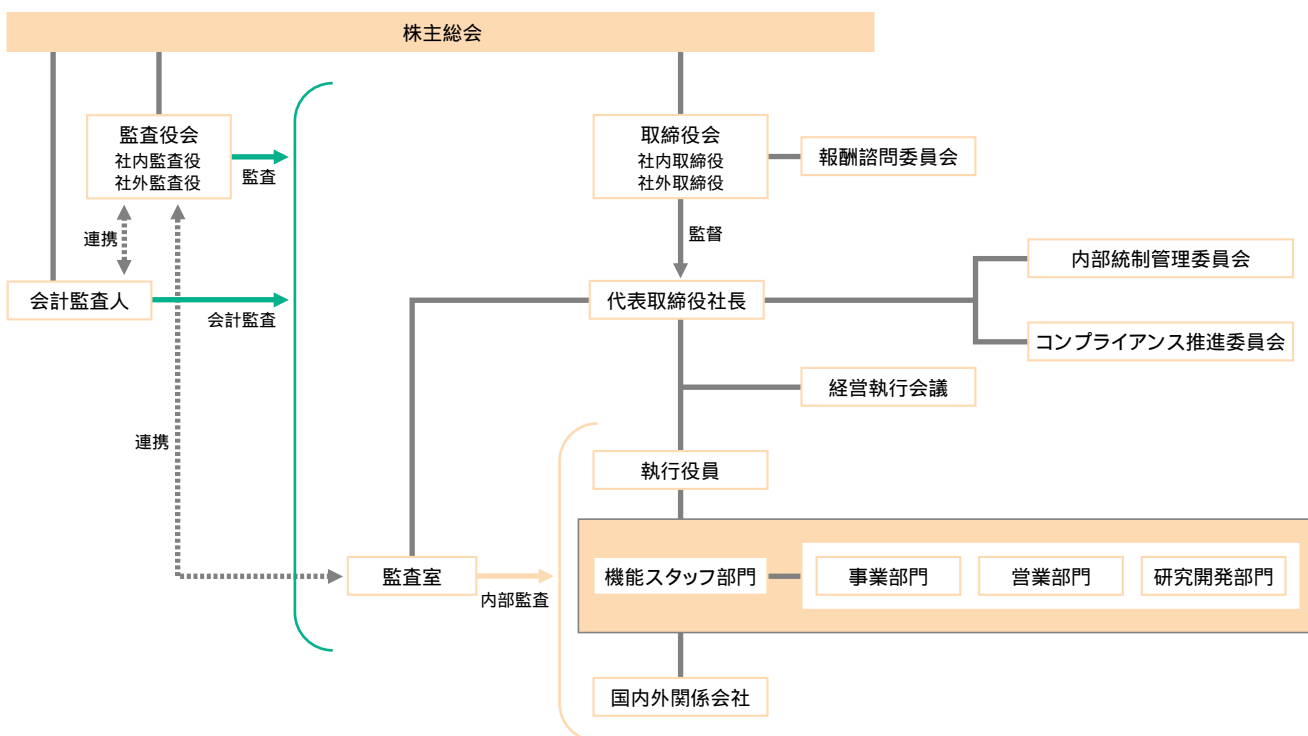 株主総会
監査役会
社内監査役
社外監査役
監査
取締役会
社内取締役
社外取締役
報酬諮問委員会
連携
監督
内部統制管理委員会
会計監査人
会計監査
代表取締役社長
コンプライアンス推進委員会
経営執行会議
連携
執行役員
監査室
内部監査
機能スタッフ部門
事業部門
営業部門
研究開発部門
国内外関係会社